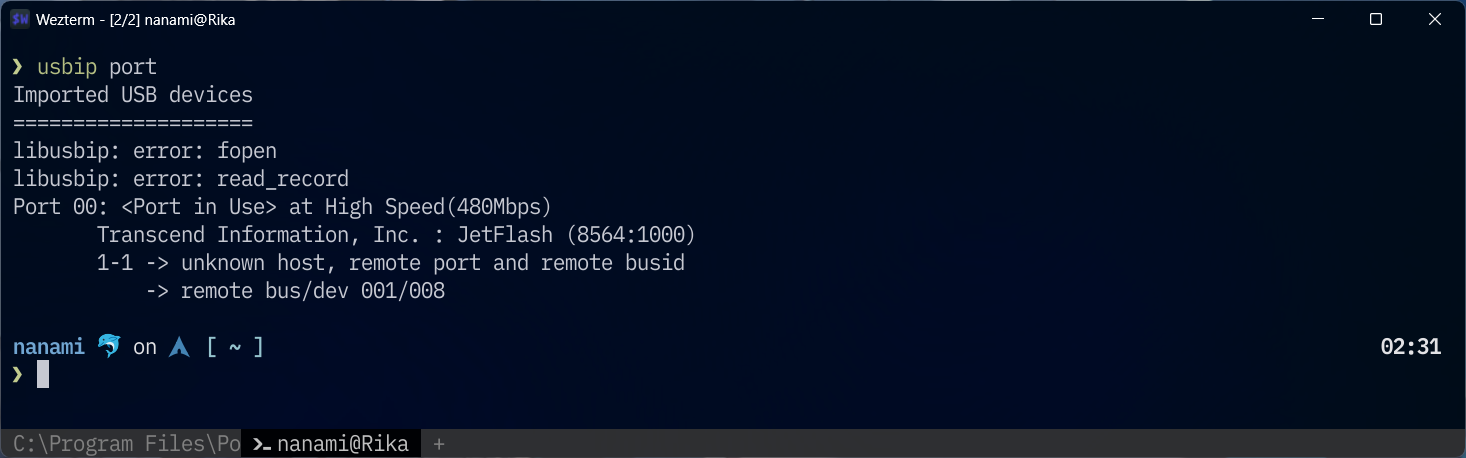 Wezterm - [2/2] nanami@Rika
❯ usbip port
Imported USB devices
====================
libusbip: error: fopen
libusbip: error: read_record
Port 00: <Port in Use> at High Speed(480Mbps)
       Transcend Information, Inc. : JetFlash (8564:1000)
       1-1 -> unknown host, remote port and remote busid
           -> remote bus/dev 001/008
nanami 🐬 on [ ~ ] 02:31
❯
C:\Program Files\Po nanami@Rika +